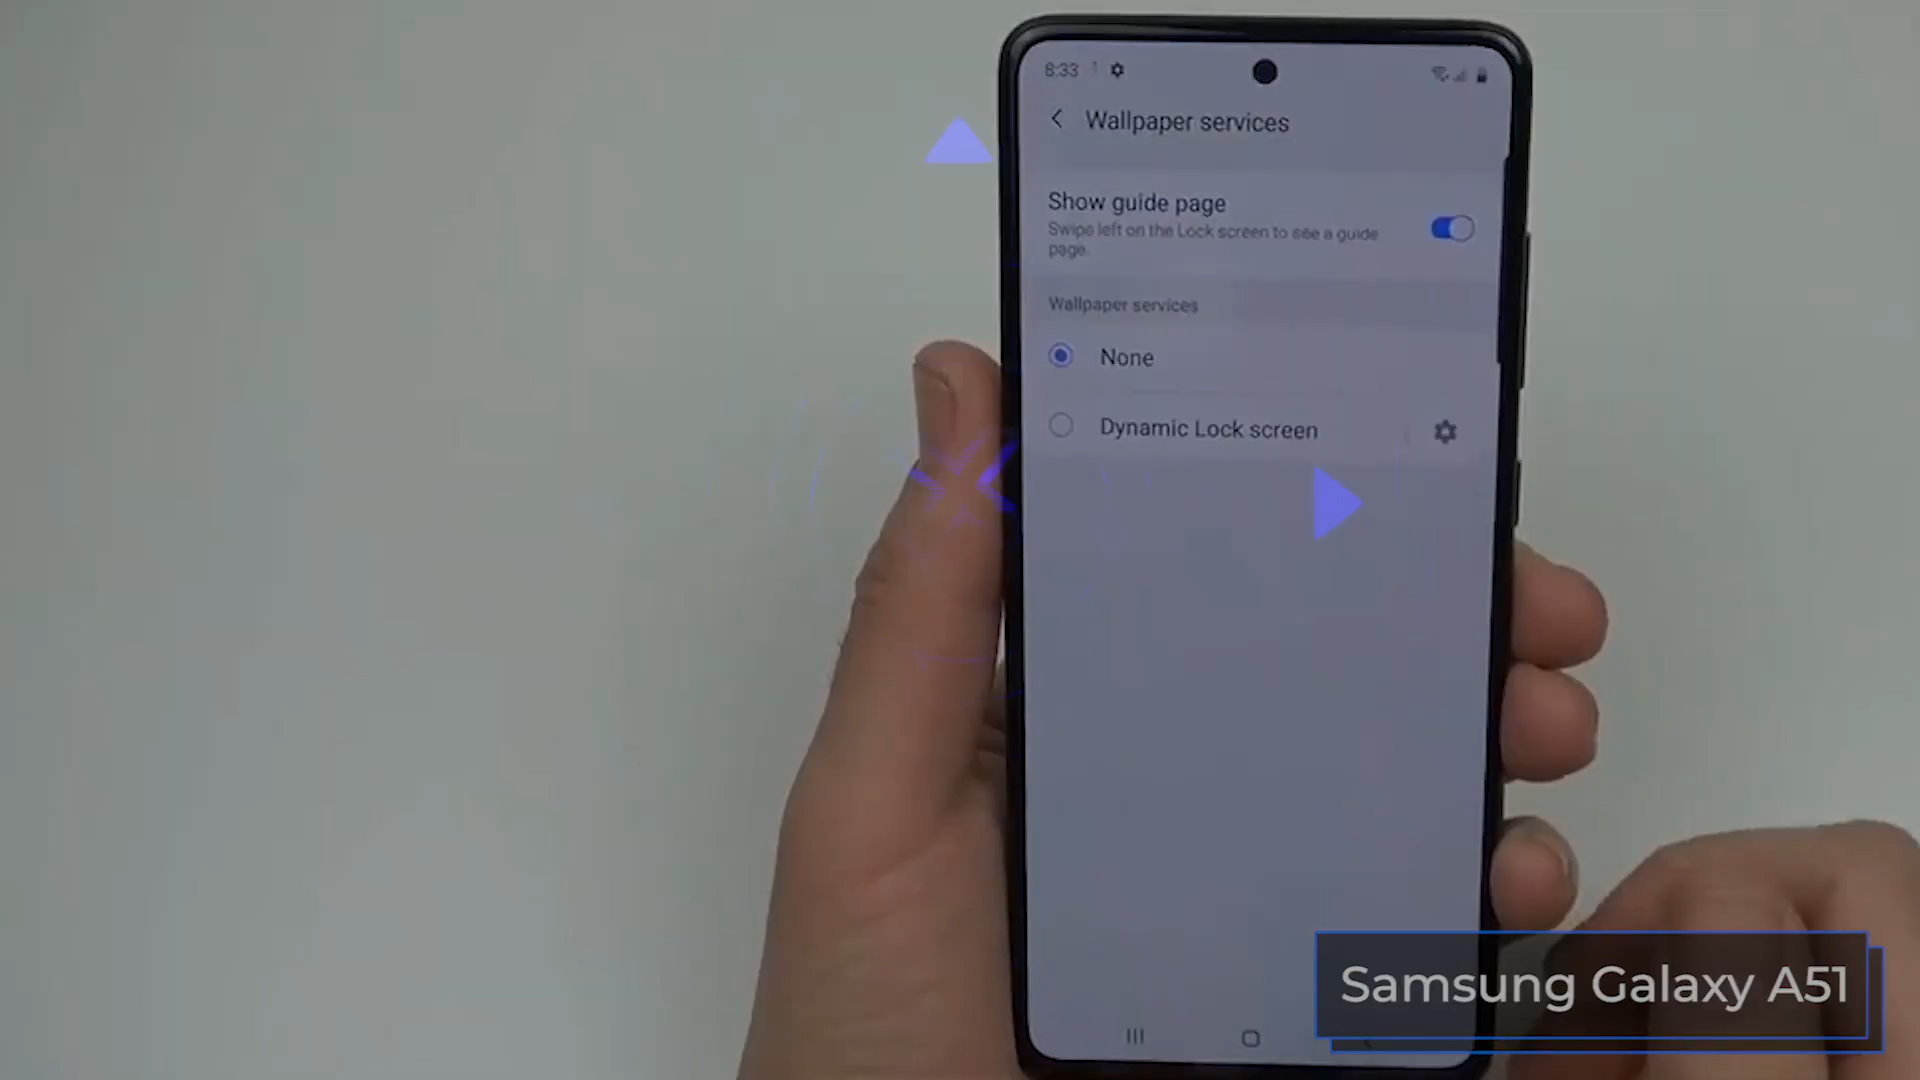 8:33
Wallpaper services
Show guide page
Swipe left on the Lock screen to see a guide
page.
Wallpaper services
None
Dynamic Lock screen
Samsung Galaxy A51